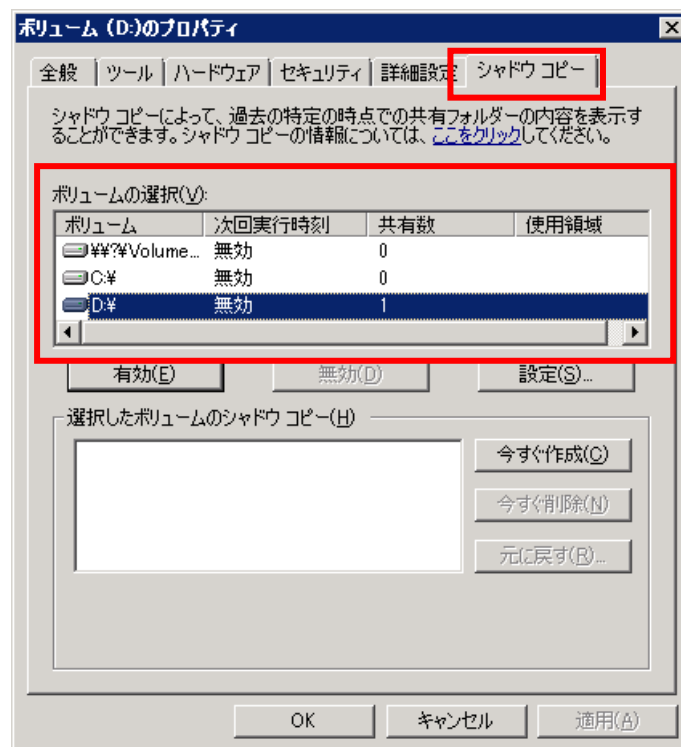 ボリューム (D:)のプロパティ
全般 ツール ハードウェア セキュリティ 詳細設定 シャドウ コピー
シャドウ コピーによって、過去の特定の時点での共有フォルダーの内容を表示す
ることができます。シャドウ コピーの情報については、ここをクリックしてください。
ボリュームの選択(V):
ボリューム 次回実行時刻 共有数 使用領域
¥¥?¥Volume... 無効 0
C:¥ 無効 0
D:¥ 無効 1
有効(E) 無効(D) 設定(S)...
選択したボリュームのシャドウ コピー(H)
今すぐ作成(C)
今すぐ削除(N)
元に戻す(R)...
OK キャンセル 適用(A)